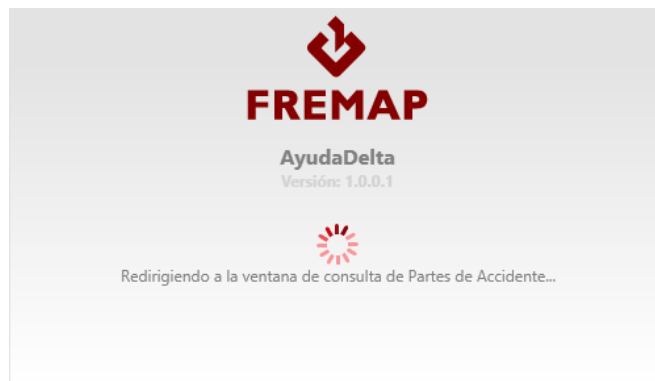 FREMAP
AyudaDelta
Versión: 1.0.0.1
Redirigiendo a la ventana de consulta de Partes de Accidente...